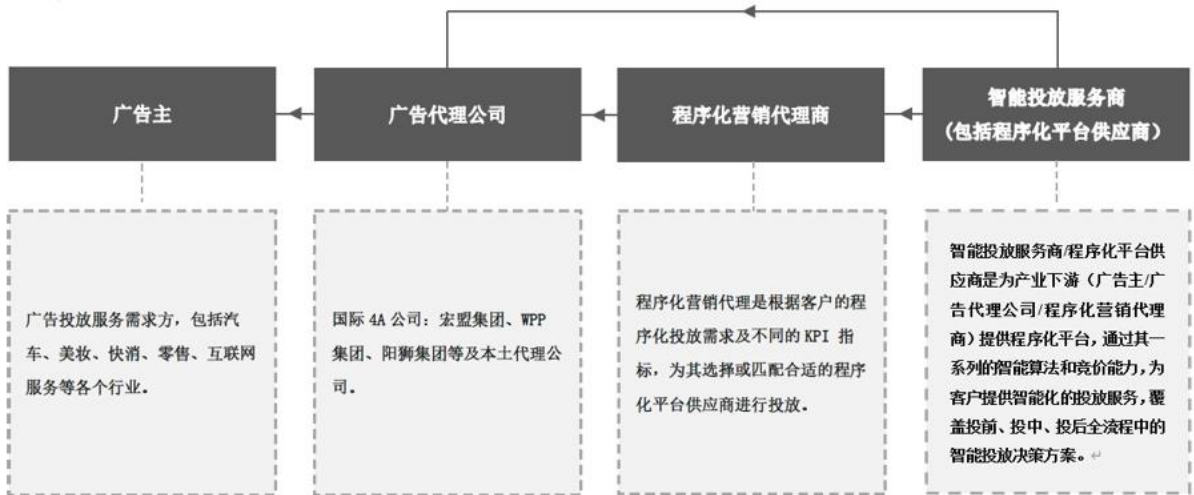 广告主
广告代理公司
程序化营销代理商
智能投放服务商
(包括程序化平台供应商)
广告投放服务需求方，包括汽
车、美妆、快消、零售、互联网
服务等各个行业。
国际 4A 公司：宏盟集团、WPP
集团、阳狮集团等及本土代理公
司。
程序化营销代理是根据客户的程
序化投放需求及不同的 KPI 指
标，为其选择或匹配合适的程序
化平台供应商进行投放。
智能投放服务商/程序化平台供
应商是为产业下游（广告主/广
告代理公司/程序化营销代理
商）提供程序化平台，通过其一
系列的智能算法和竞价能力，为
客户提供智能化的投放服务，覆
盖投前、投中、投后全流程中的
智能投放决策方案。